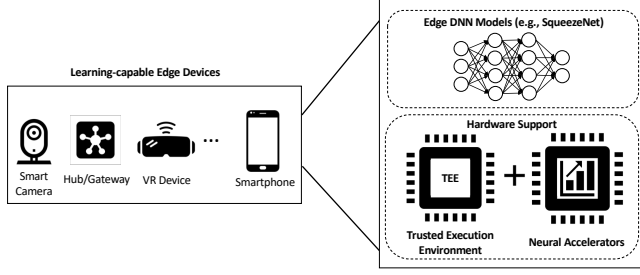 Learning-capable Edge Devices
Smart
Camera
Hub/Gateway
VR Device
...
Smartphone
Edge DNN Models (e.g., SqueezeNet)
Hardware Support
TEE
+
Trusted Execution
Environment
Neural Accelerators